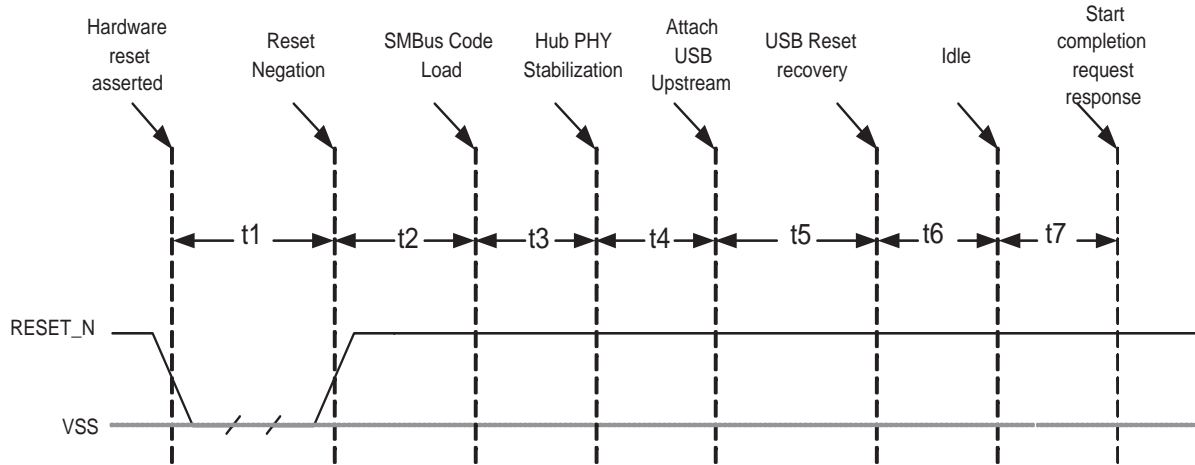 Hardware
reset
asserted
Reset
Negation
SMBus Code
Load
Hub PHY
Stabilization
Attach
USB
Upstream
USB Reset
recovery
Idle
Start
completion
request
response
t1
t2
t3
t4
t5
t6
t7
RESET_N
VSS